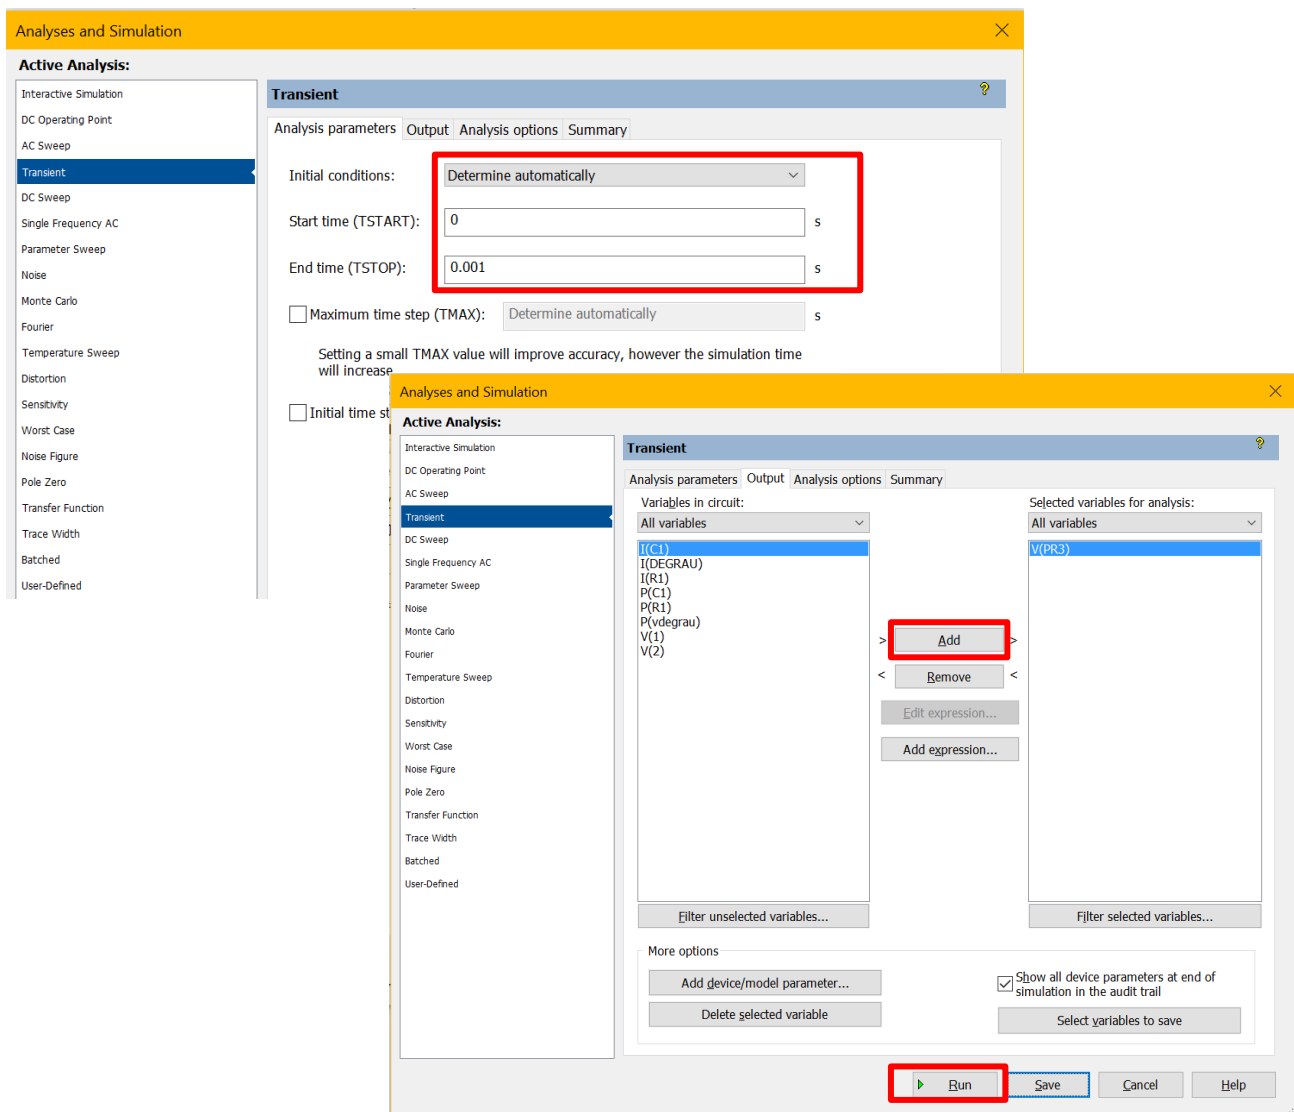 Analyses and Simulation
Active Analysis:
Interactive Simulation
DC Operating Point
AC Sweep
Transient
DC Sweep
Single Frequency AC
Parameter Sweep
Noise
Monte Carlo
Fourier
Temperature Sweep
Distortion
Sensitivity
Worst Case
Noise Figure
Pole Zero
Transfer Function
Trace Width
Batched
User-Defined
Transient
?
Analysis parameters Output Analysis options Summary
Initial conditions: Determine automatically
Start time (TSTART): 0 s
End time (TSTOP): 0.001 s
Maximum time step (TMAX): Determine automatically s
Setting a small TMAX value will improve accuracy, however the simulation time
will increase
Initial time st
Analyses and Simulation
Active Analysis:
Interactive Simulation
DC Operating Point
AC Sweep
Transient
DC Sweep
Single Frequency AC
Parameter Sweep
Noise
Monte Carlo
Fourier
Temperature Sweep
Distortion
Sensitivity
Worst Case
Noise Figure
Pole Zero
Transfer Function
Trace Width
Batched
User-Defined
Transient
?
Analysis parameters Output Analysis options Summary
Variables in circuit:
All variables
I(C1)
I(DEGRAU)
I(R1)
P(C1)
P(R1)
P(vdegrau)
V(1)
V(2)
Filter unselected variables...
> Add >
< Remove <
Edit expression...
Add expression...
Selected variables for analysis:
All variables
V(PR3)
Filter selected variables...
More options
Add device/model parameter...
Delete selected variable
Show all device parameters at end of
simulation in the audit trail
Select variables to save
Run Save Cancel Help